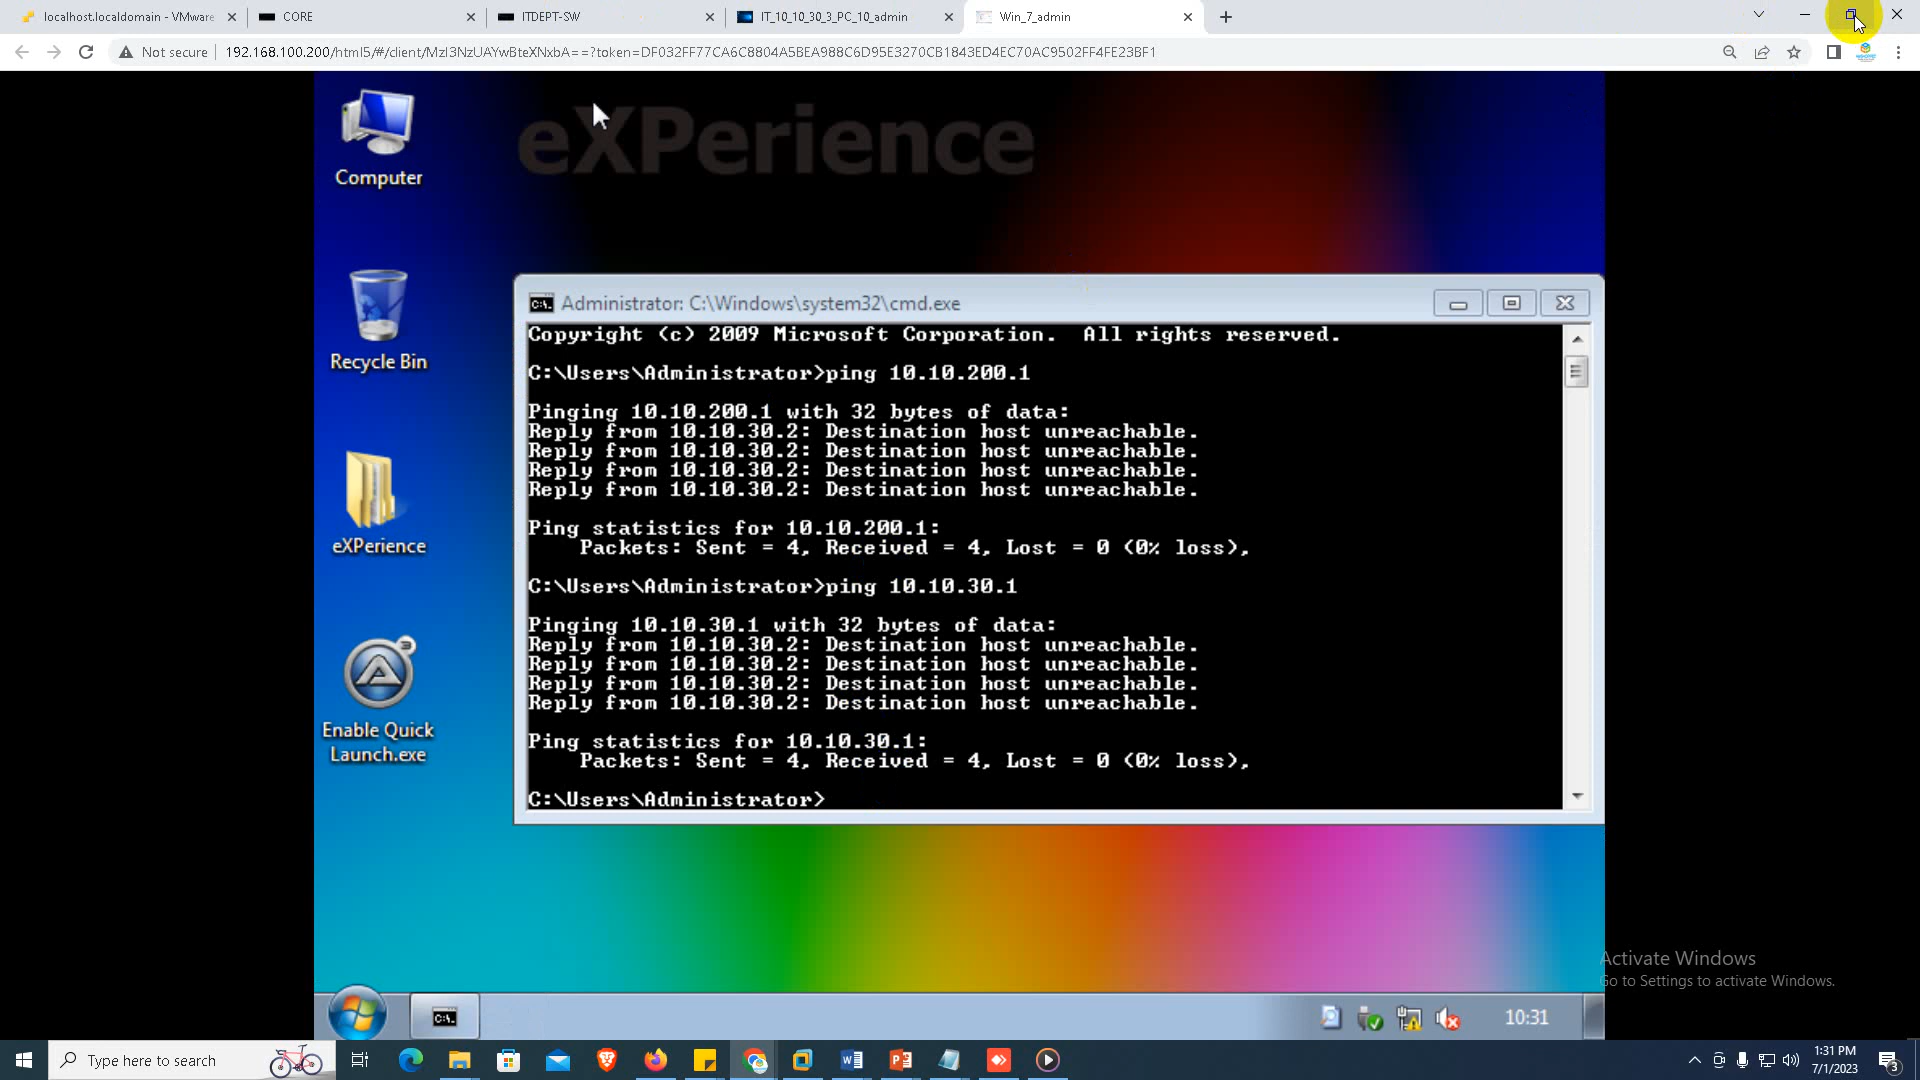 localhost.localdomain - VMware
CORE
ITDEPT-SW
IT_10_10_30_3_PC_10_admin
Win_7_admin
Not secure
192.168.100.200/html5/#/client/MzI3NzUAYwBteXNxbA==?token=DF032FF77CA6C8804A5BEA988C6D95E3270CB1843ED4EC70AC9502FF4FE23BF1
eXPerience
Computer
Recycle Bin
eXPerience
Enable Quick
Launch.exe
Administrator: C:\Windows\system32\cmd.exe
Copyright (c) 2009 Microsoft Corporation.  All rights reserved.
C:\Users\Administrator>ping 10.10.200.1
Pinging 10.10.200.1 with 32 bytes of data:
Reply from 10.10.30.2: Destination host unreachable.
Reply from 10.10.30.2: Destination host unreachable.
Reply from 10.10.30.2: Destination host unreachable.
Reply from 10.10.30.2: Destination host unreachable.
Ping statistics for 10.10.200.1:
    Packets: Sent = 4, Received = 4, Lost = 0 (0% loss),
C:\Users\Administrator>ping 10.10.30.1
Pinging 10.10.30.1 with 32 bytes of data:
Reply from 10.10.30.2: Destination host unreachable.
Reply from 10.10.30.2: Destination host unreachable.
Reply from 10.10.30.2: Destination host unreachable.
Reply from 10.10.30.2: Destination host unreachable.
Ping statistics for 10.10.30.1:
    Packets: Sent = 4, Received = 4, Lost = 0 (0% loss),
C:\Users\Administrator>
Activate Windows
Go to Settings to activate Windows.
10:31
Type here to search
1:31 PM
7/1/2023
3